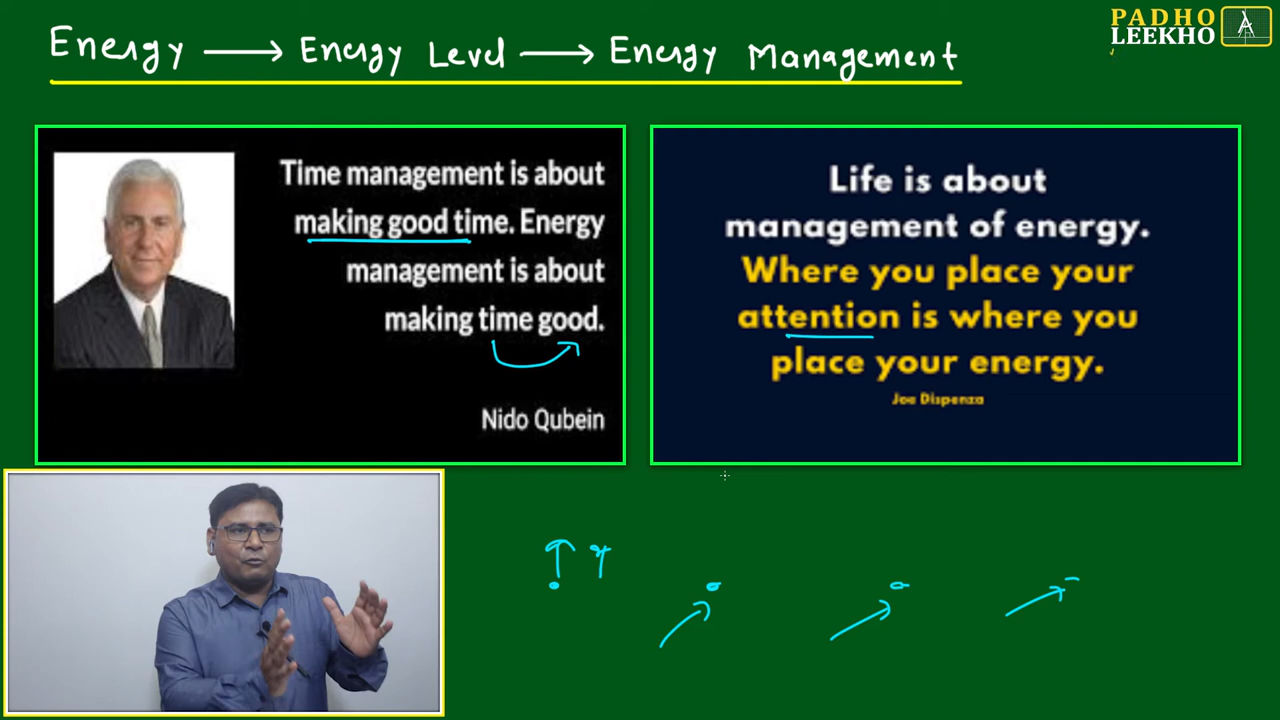 Energy → Energy Level → Energy Management
PADHO
LEEKHO
Time management is about
making good time. Energy
management is about
making time good.
Nido Qubein
Life is about
management of energy.
Where you place your
attention is where you
place your energy.
Joe Dispenza